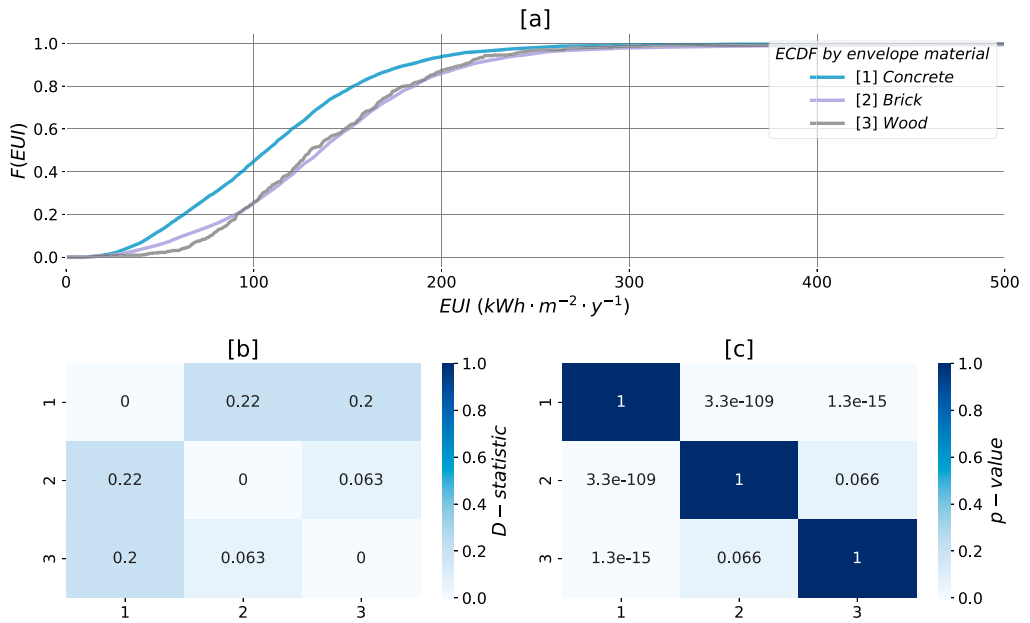 [a]
1.0
0.8
0.6
0.4
0.2
0.0
F(EUI)
ECDF by envelope material
[1] Concrete
[2] Brick
[3] Wood
0 100 200 300 400 500
EUI (kWh · m⁻² · y⁻¹)
[b]
1 0 0.22 0.2
2 0.22 0 0.063
3 0.2 0.063 0
1 2 3
1.0
0.8
0.6
0.4
0.2
0.0
D − statistic
[c]
1 1 3.3e-109 1.3e-15
2 3.3e-109 1 0.066
3 1.3e-15 0.066 1
1 2 3
1.0
0.8
0.6
0.4
0.2
0.0
p − value